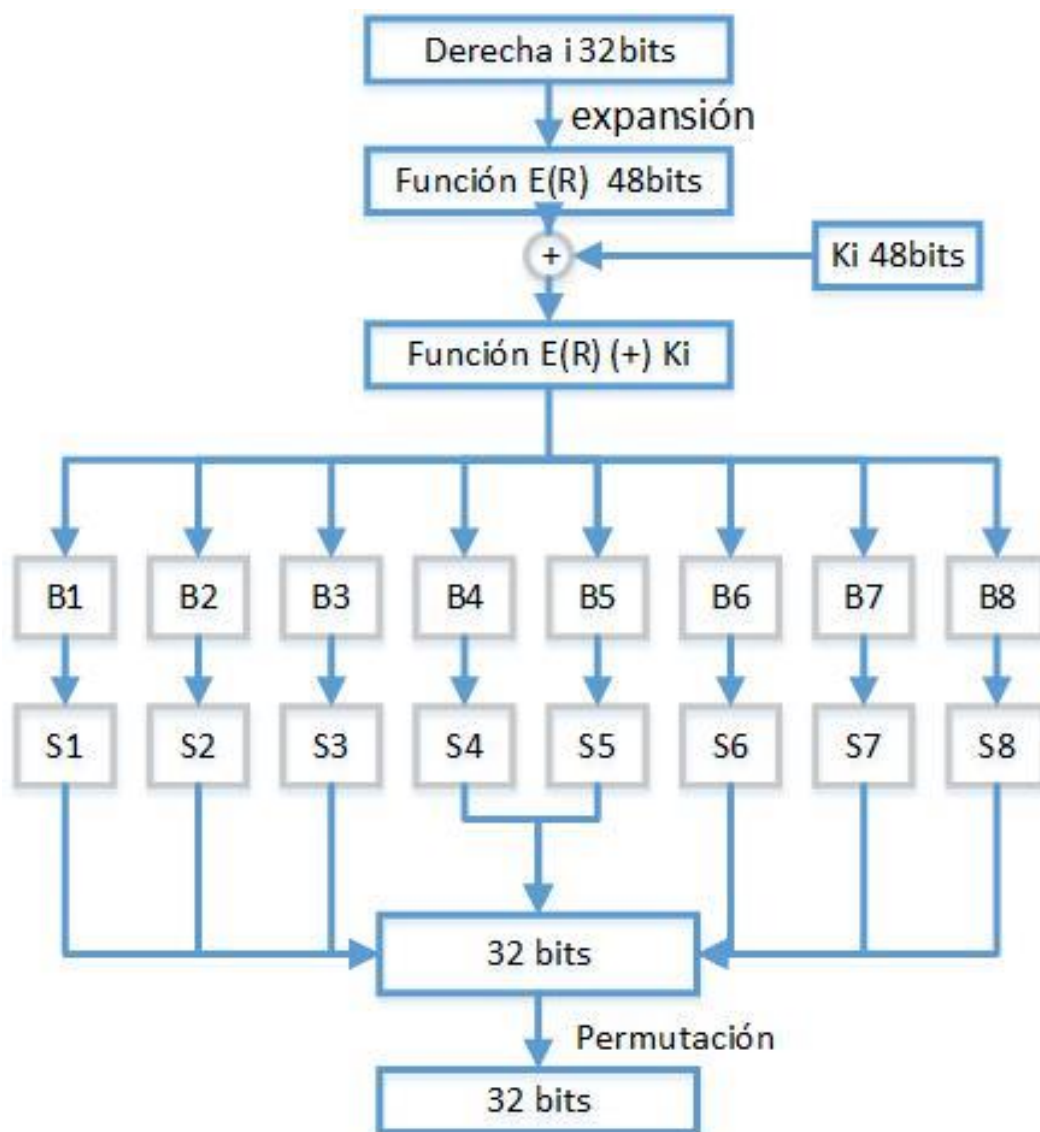 Derecha i 32bits
expansión
Función E(R) 48bits
+
Ki 48bits
Función E(R) (+) Ki
B1 B2 B3 B4 B5 B6 B7 B8
S1 S2 S3 S4 S5 S6 S7 S8
32 bits
Permutación
32 bits